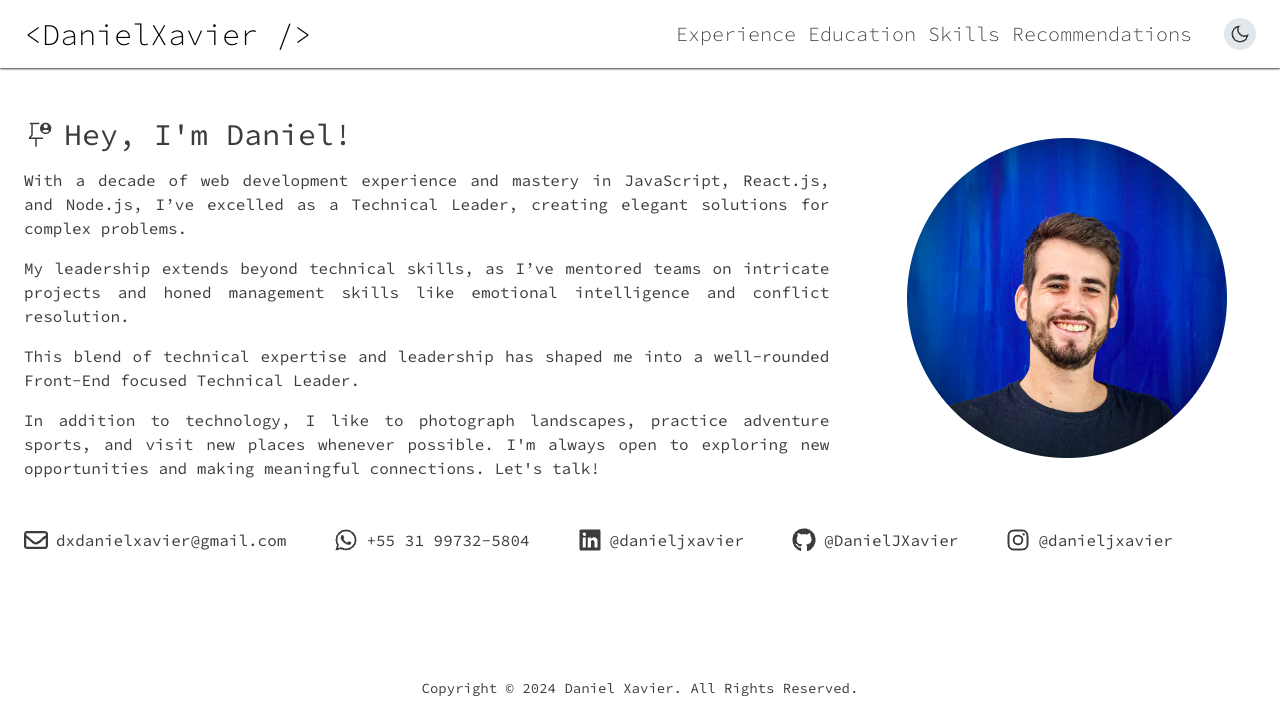 <DanielXavier />
Experience Education Skills Recommendations
Hey, I'm Daniel!
With a decade of web development experience and mastery in JavaScript, React.js,
and Node.js, I’ve excelled as a Technical Leader, creating elegant solutions for
complex problems.
My leadership extends beyond technical skills, as I’ve mentored teams on intricate
projects and honed management skills like emotional intelligence and conflict
resolution.
This blend of technical expertise and leadership has shaped me into a well-rounded
Front-End focused Technical Leader.
In addition to technology, I like to photograph landscapes, practice adventure
sports, and visit new places whenever possible. I'm always open to exploring new
opportunities and making meaningful connections. Let's talk!
dxdanielxavier@gmail.com +55 31 99732-5804 @danieljxavier @DanielJXavier @danieljxavier
Copyright © 2024 Daniel Xavier. All Rights Reserved.